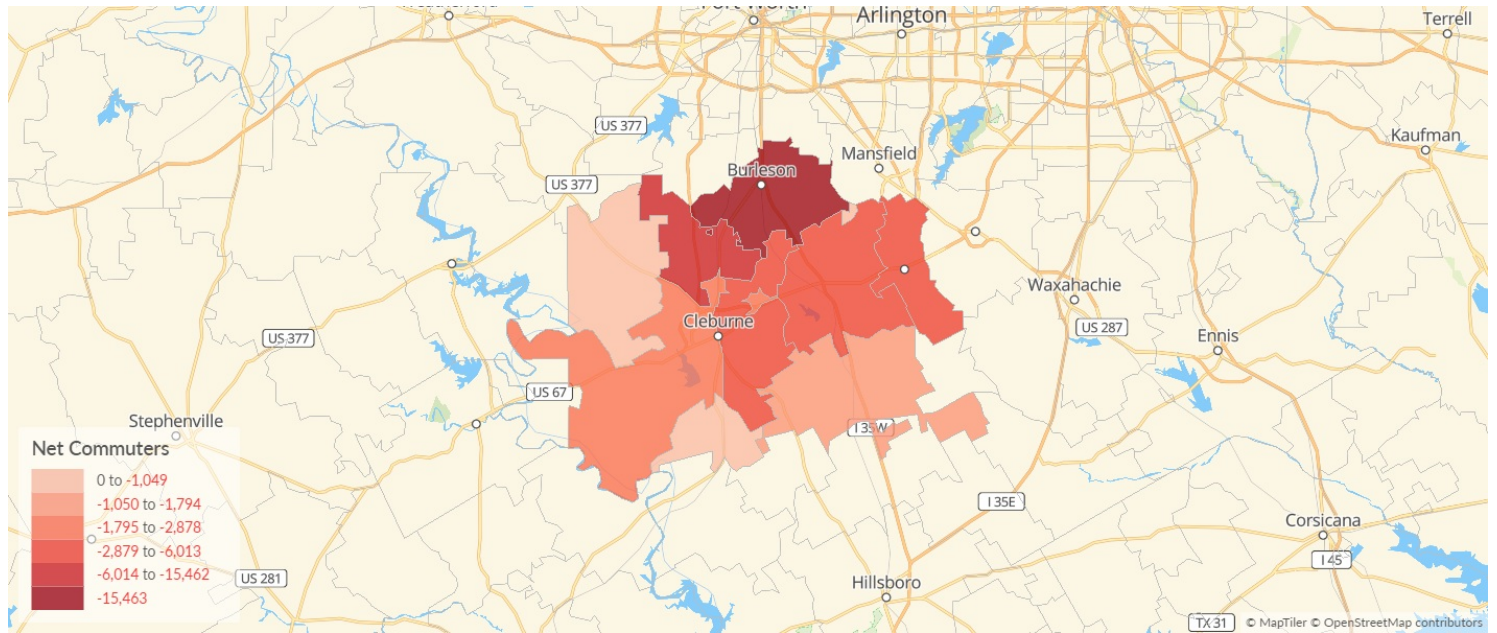 Fort Worth
Arlington
Terrell
US 377
Kaufman
Mansfield
Burleson
US 377
Waxahachie
US 287
Cleburne
Ennis
US 377
US 67
Stephenville
I 35W
Net Commuters
0 to -1,049
-1,050 to -1,794
-1,795 to -2,878
-2,879 to -6,013
-6,014 to -15,462
-15,463
I 35E
Corsicana
I 45
US 281
Hillsboro
TX 31
© MapTiler © OpenStreetMap contributors